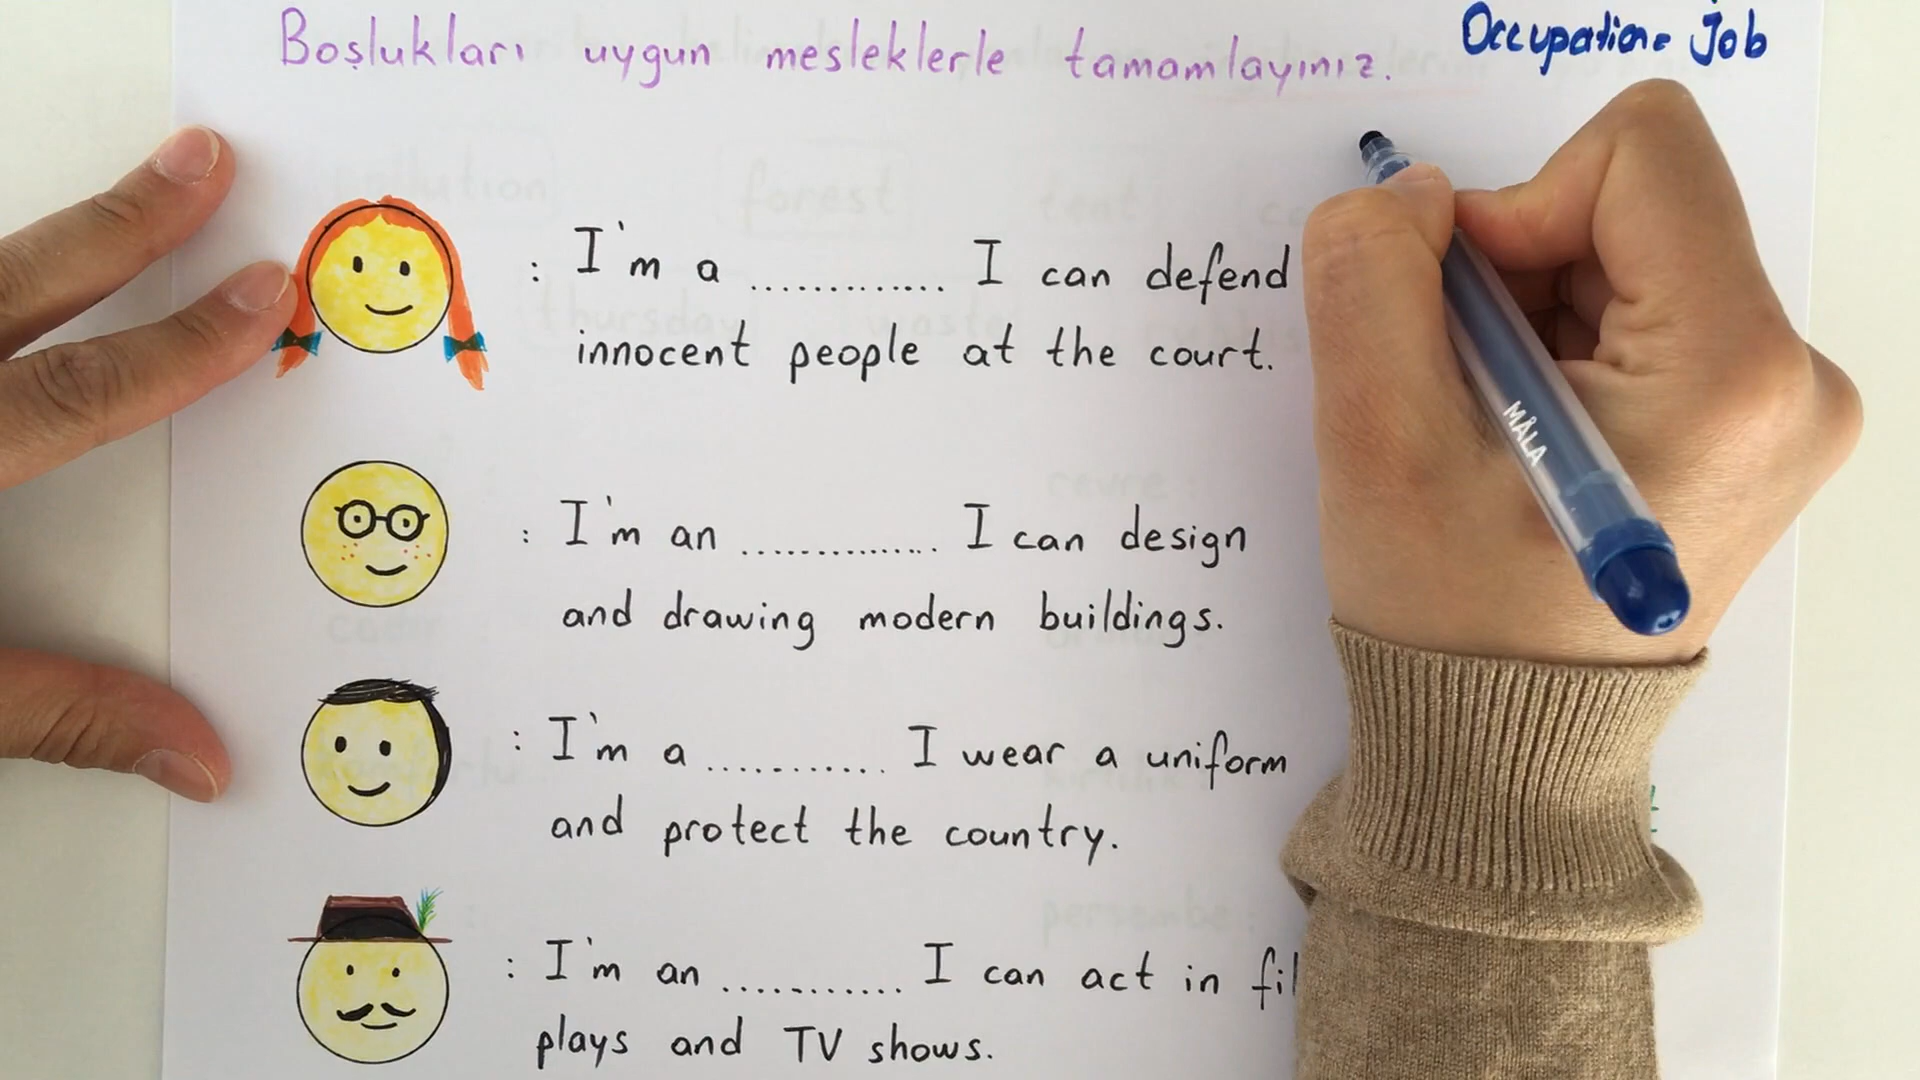 Boşlukları uygun mesleklerle tamamlayınız.
Occupation = Job
: I'm a ............. I can defend
innocent people at the court.
: I'm an .............. I can design
and drawing modern buildings.
: I'm a ........... I wear a uniform
and protect the country.
: I'm an ............ I can act in
plays and TV shows.
MÅLA